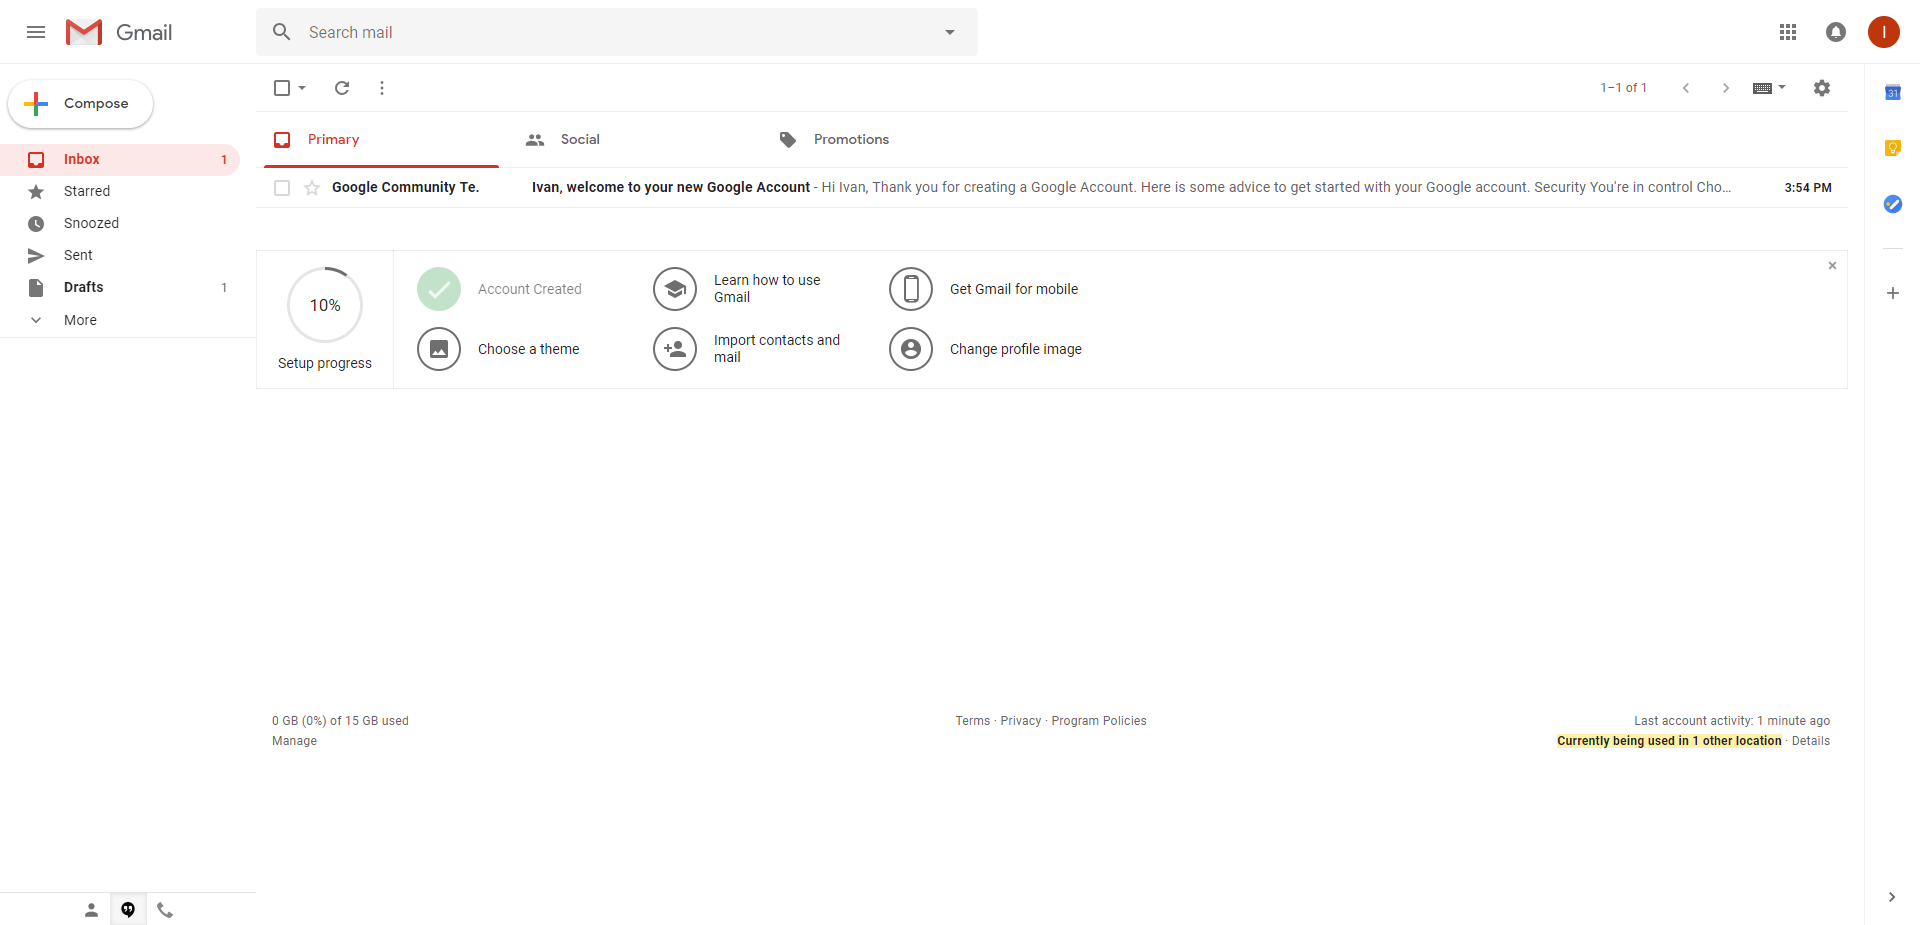 Gmail
Search mail
I
Compose
1–1 of 1
31
Primary
Social
Promotions
Inbox 1
Starred
Snoozed
Sent
Drafts 1
More
Google Community Te. Ivan, welcome to your new Google Account - Hi Ivan, Thank you for creating a Google Account. Here is some advice to get started with your Google account. Security You're in control Cho... 3:54 PM
10%
Setup progress
Account Created
Learn how to use
Gmail
Get Gmail for mobile
Choose a theme
Import contacts and
mail
Change profile image
0 GB (0%) of 15 GB used
Manage
Terms · Privacy · Program Policies
Last account activity: 1 minute ago
Currently being used in 1 other location · Details